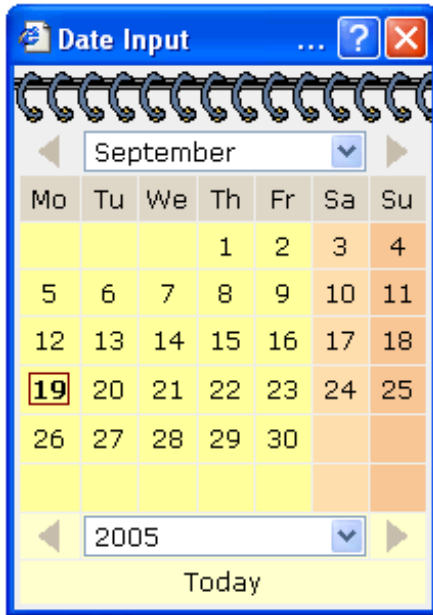 Date Input ... ?
September
Mo Tu We Th Fr Sa Su
1 2 3 4
5 6 7 8 9 10 11
12 13 14 15 16 17 18
19 20 21 22 23 24 25
26 27 28 29 30
2005
Today